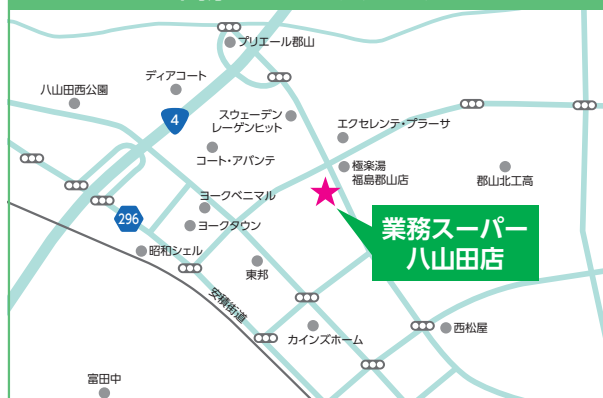 プリエール郡山
ディアコート
八山田西公園
4
スウェーデン
レーゲンヒット
エクセレンテ・プラーサ
コート・アバンテ
極楽湯
福島郡山店
郡山北工高
ヨークベニマル
296
ヨークタウン
業務スーパー
八山田店
昭和シェル
東邦
安積街道
西松屋
カインズホーム
富田中